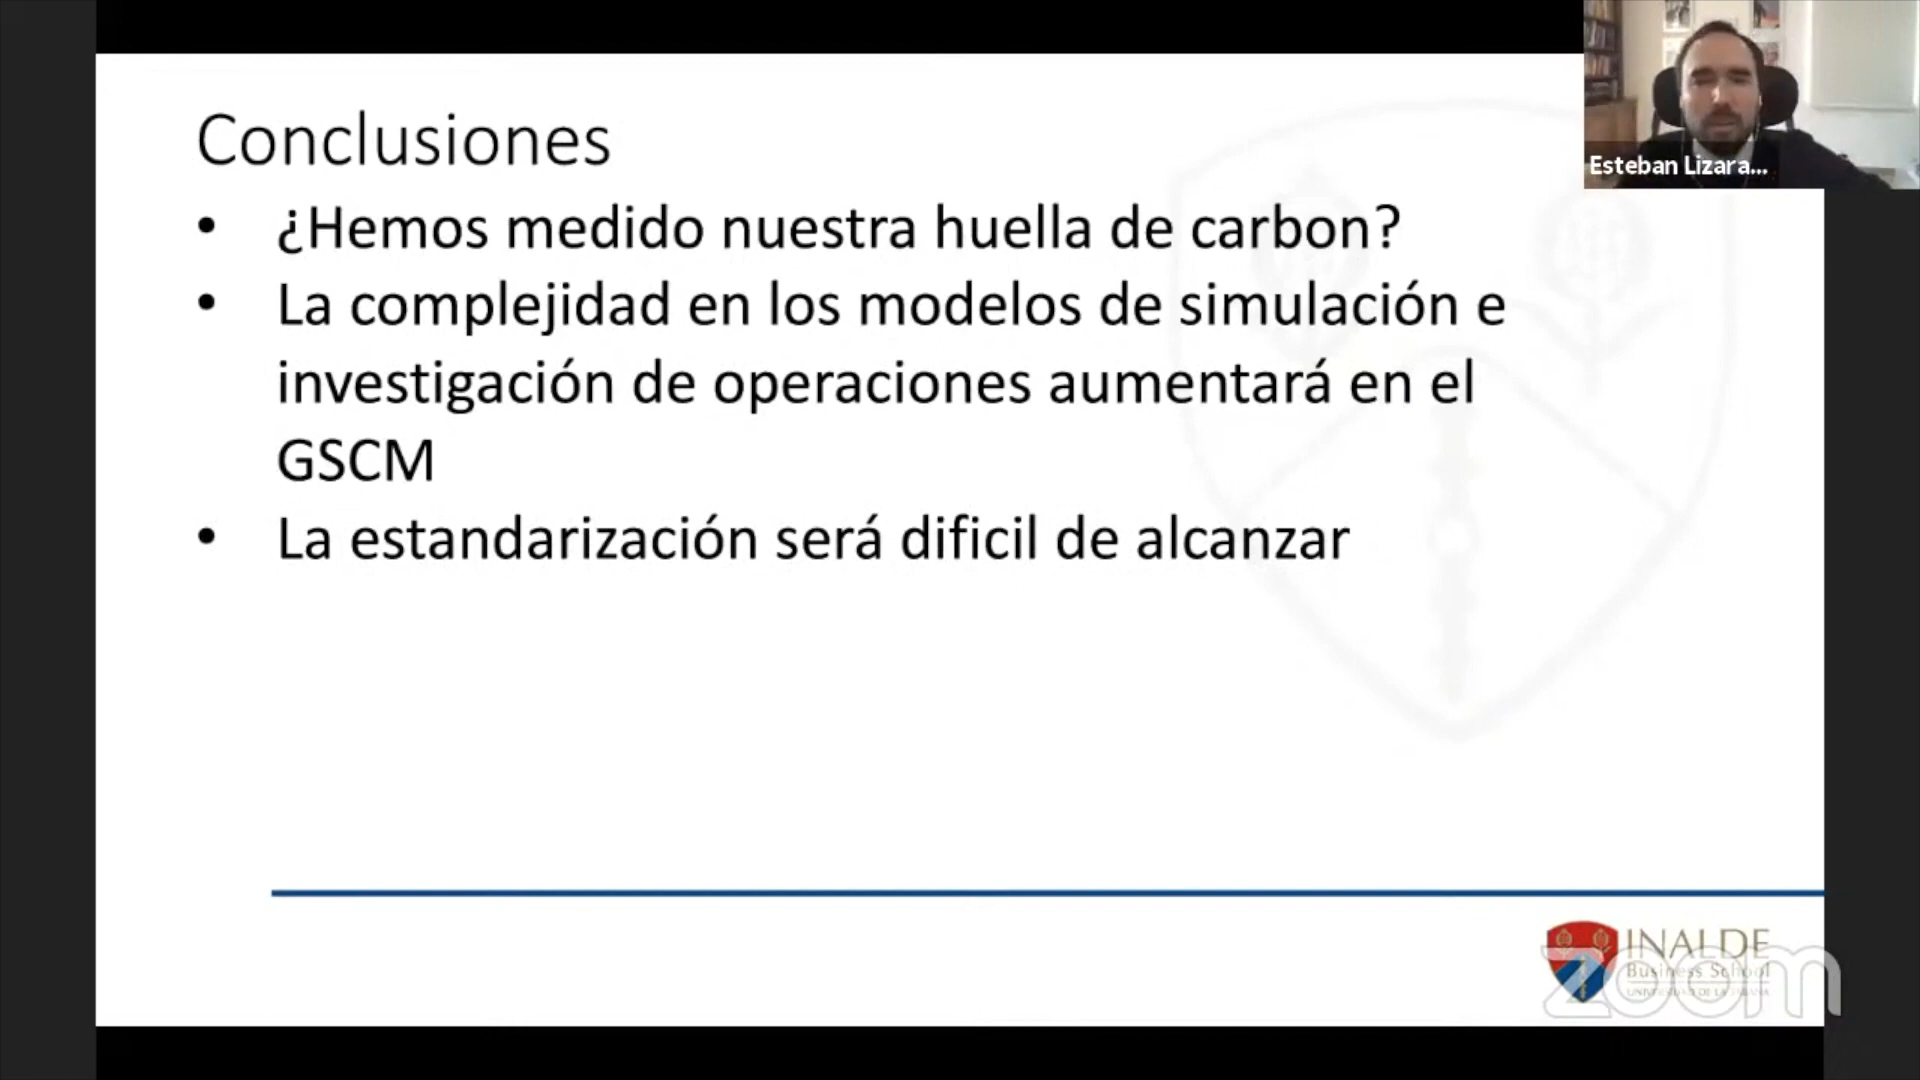 Conclusiones
• ¿Hemos medido nuestra huella de carbon?
• La complejidad en los modelos de simulación e
investigación de operaciones aumentará en el
GSCM
• La estandarización será dificil de alcanzar
Esteban Lizara...
INALDE
Business School
zoom